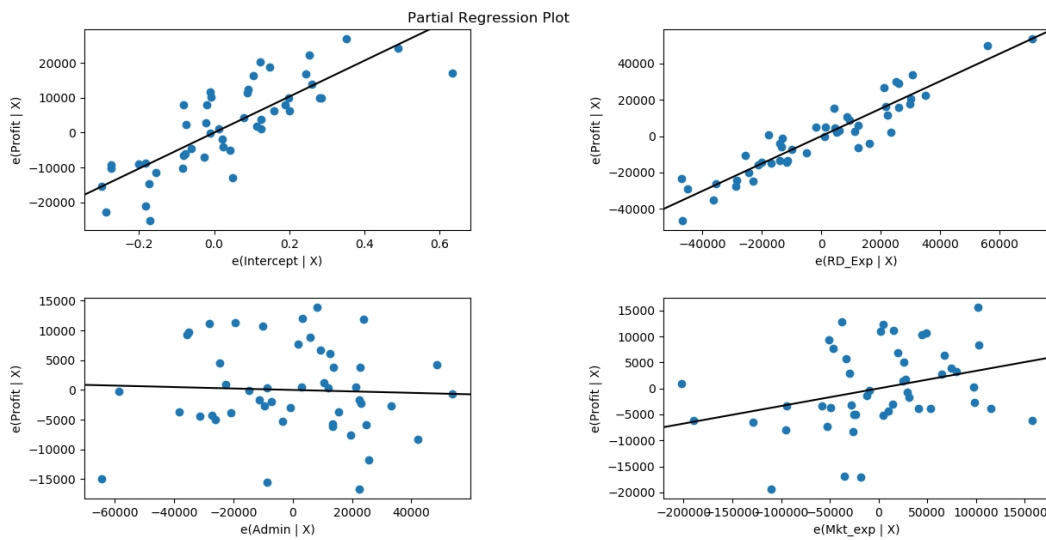 Partial Regression Plot
20000
10000
0
−10000
−20000
e(Profit | X)
−0.2 0.0 0.2 0.4 0.6
e(Intercept | X)
40000
20000
0
−20000
−40000
e(Profit | X)
−40000 −20000 0 20000 40000 60000
e(RD_Exp | X)
15000
10000
5000
0
−5000
−10000
−15000
e(Profit | X)
−60000 −40000 −20000 0 20000 40000
e(Admin | X)
15000
10000
5000
0
−5000
−10000
−15000
−20000
e(Profit | X)
−200000 −150000 −100000 −50000 0 50000 100000 150000
e(Mkt_exp | X)